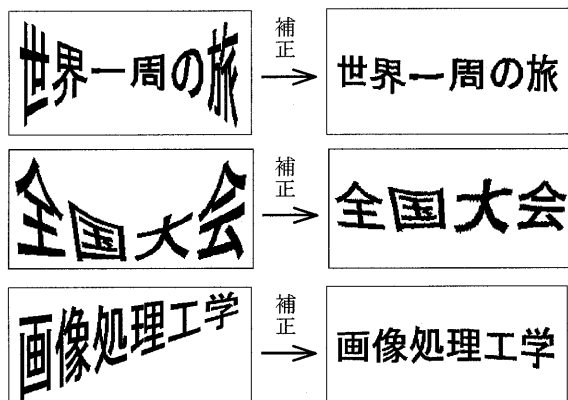 世界一周の旅
補正
世界一周の旅
全国大会
補正
全国大会
画像処理工学
補正
画像処理工学